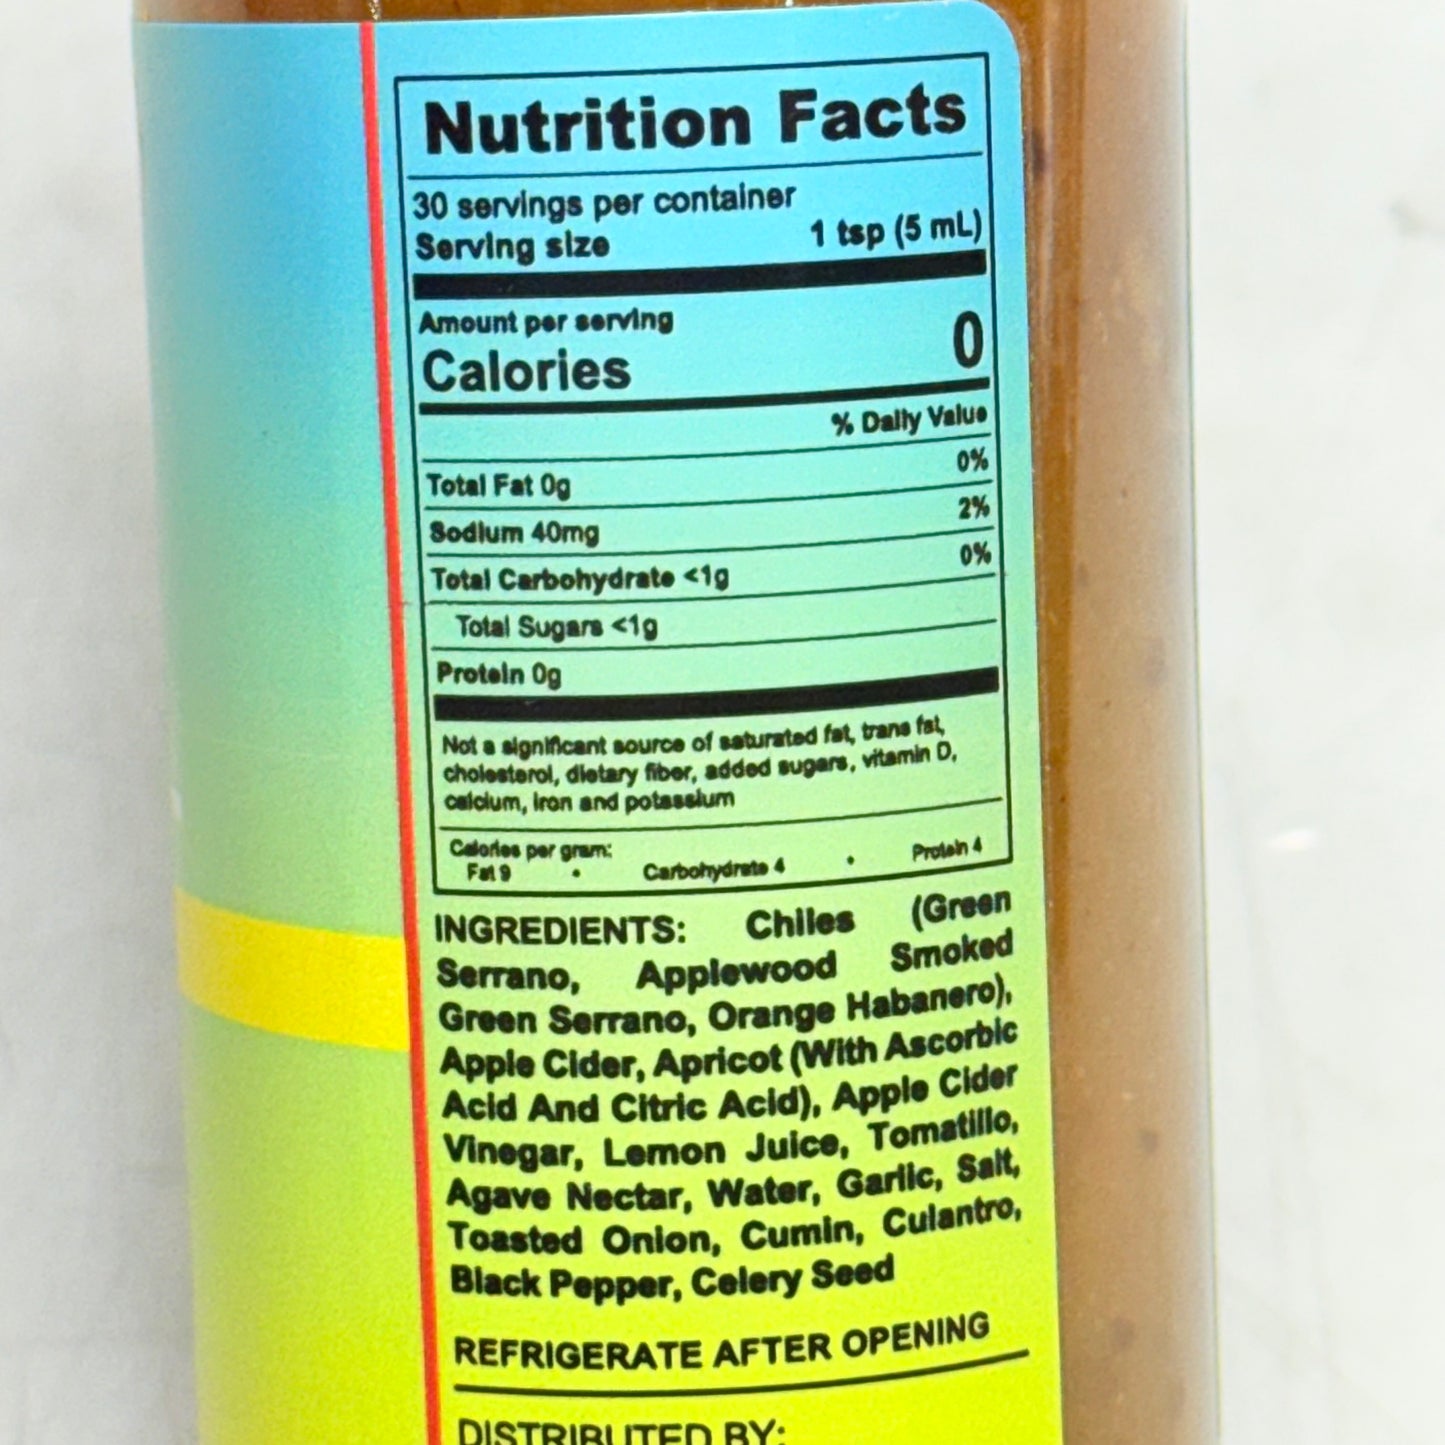 Nutrition Facts
30 servings per container
Serving size 1 tsp (5 mL)
Amount per serving
Calories 0
% Daily Value
Total Fat 0g 0%
Sodium 40mg 2%
Total Carbohydrate <1g 0%
Total Sugars <1g
Protein 0g
Not a significant source of saturated fat, trans fat,
cholesterol, dietary fiber, added sugars, vitamin D,
calcium, iron and potassium
Calories per gram:
Fat 9 • Carbohydrate 4 • Protein 4
INGREDIENTS: Chiles (Green
Serrano, Applewood Smoked
Green Serrano, Orange Habanero),
Apple Cider, Apricot (With Ascorbic
Acid And Citric Acid), Apple Cider
Vinegar, Lemon Juice, Tomatillo,
Agave Nectar, Water, Garlic, Salt,
Toasted Onion, Cumin, Culantro,
Black Pepper, Celery Seed
REFRIGERATE AFTER OPENING
DISTRIBUTED BY: